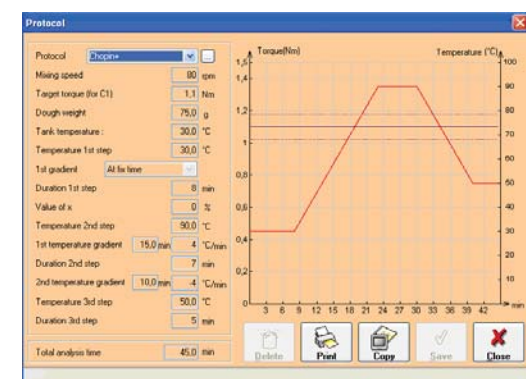 Protocol
Protocol Chopin+ ...
Mixing speed 80 rpm
Target torque (for C1) 1,1 Nm
Dough weight 75,0 g
Tank temperature : 30,0 °C
Temperature 1st step 30,0 °C
1st gradient At fix time
Duration 1st step 8 min
Value of x 0 %
Temperature 2nd step 90,0 °C
1st temperature gradient 15,0 min 4 °C/min
Duration 2nd step 7 min
2nd temperature gradient 10,0 min -4 °C/min
Temperature 3rd step 50,0 °C
Duration 3rd step 5 min
Total analysis time 45,0 min
Torque(Nm) Temperature (°C)
1,5 100
1,4
90
80
1,2
70
1
60
0,8
50
0,6
40
0,4 30
20
0,2
10
0
3 6 9 12 15 18 21 24 27 30 33 36 39 42 min
Delete Print Copy Save Close